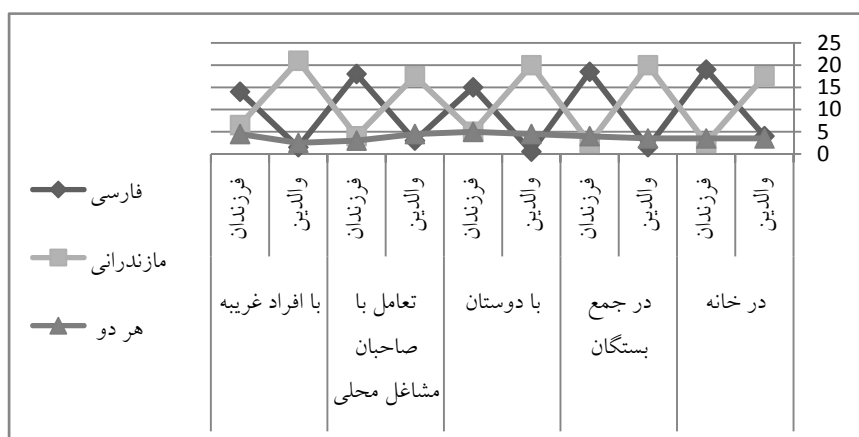 25
20
15
10
5
0
والدین
فرزندان
والدین
فرزندان
والدین
فرزندان
والدین
فرزندان
والدین
فرزندان
در خانه
در جمع
بستگان
با دوستان
تعامل با
صاحبان
مشاغل محلی
با افراد غریبه
فارسی
مازندرانی
هر دو